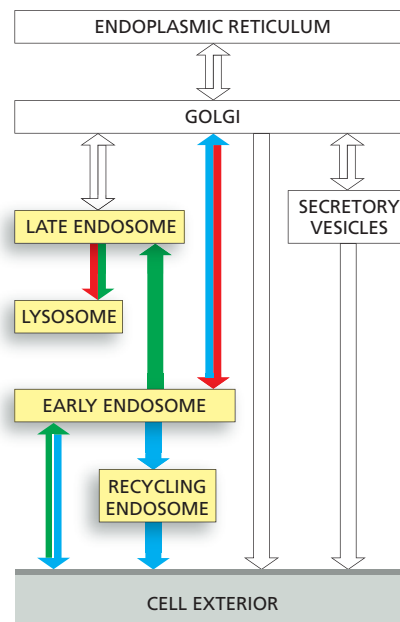 ENDOPLASMIC RETICULUM
GOLGI
LATE ENDOSOME
SECRETORY
VESICLES
LYSOSOME
EARLY ENDOSOME
RECYCLING
ENDOSOME
CELL EXTERIOR